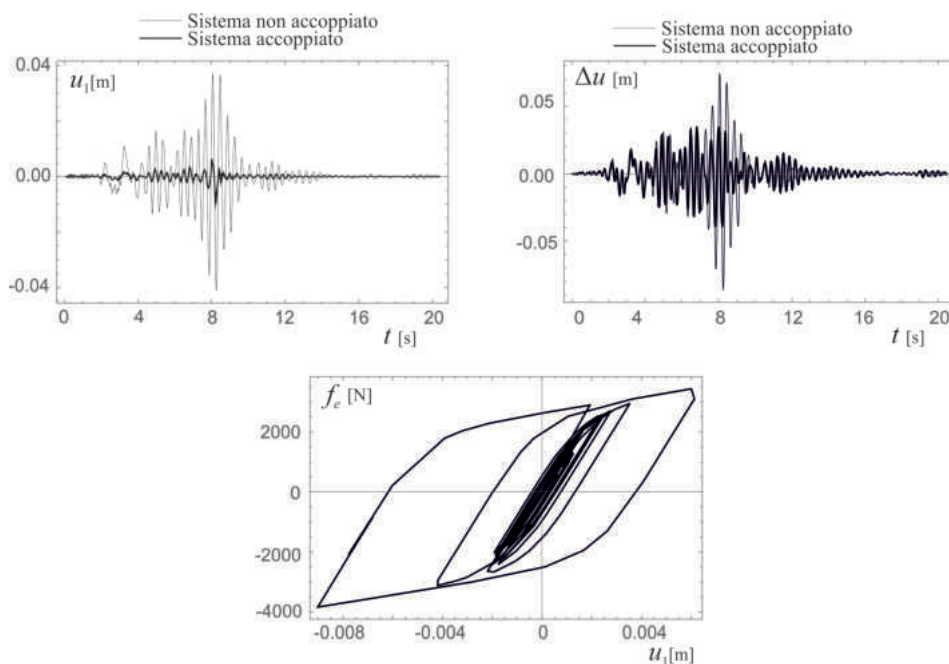 Sistema non accoppiato
Sistema accoppiato
Sistema non accoppiato
Sistema accoppiato
0.04
u₁[m]
0.00
-0.04
0 4 8 12 16 20
t [s]
Δu [m]
0.05
0.00
-0.05
0 4 8 12 16 20
t [s]
fₑ [N]
2000
0
-2000
-4000
-0.008 -0.004 0 0.004
u₁[m]